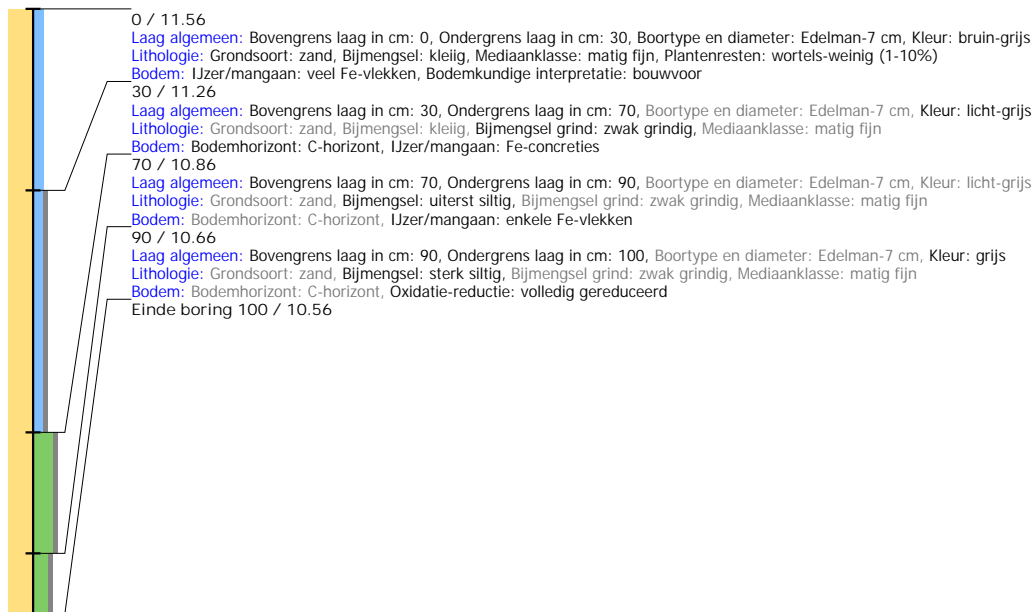 0 / 11.56
Laag algemeen: Bovengrens laag in cm: 0, Ondergrens laag in cm: 30, Boortype en diameter: Edelman-7 cm, Kleur: bruin-grijs
Lithologie: Grondsoort: zand, Bijmengsel: kleiig, Mediaanklasse: matig fijn, Plantenresten: wortels-weinig (1-10%)
Bodem: IJzer/mangaan: veel Fe-vlekken, Bodemkundige interpretatie: bouwvoor
30 / 11.26
Laag algemeen: Bovengrens laag in cm: 30, Ondergrens laag in cm: 70, Boortype en diameter: Edelman-7 cm, Kleur: licht-grijs
Lithologie: Grondsoort: zand, Bijmengsel: kleiig, Bijmengsel grind: zwak grindig, Mediaanklasse: matig fijn
Bodem: Bodemhorizont: C-horizont, IJzer/mangaan: Fe-concreties
70 / 10.86
Laag algemeen: Bovengrens laag in cm: 70, Ondergrens laag in cm: 90, Boortype en diameter: Edelman-7 cm, Kleur: licht-grijs
Lithologie: Grondsoort: zand, Bijmengsel: uiterst siltig, Bijmengsel grind: zwak grindig, Mediaanklasse: matig fijn
Bodem: Bodemhorizont: C-horizont, IJzer/mangaan: enkele Fe-vlekken
90 / 10.66
Laag algemeen: Bovengrens laag in cm: 90, Ondergrens laag in cm: 100, Boortype en diameter: Edelman-7 cm, Kleur: grijs
Lithologie: Grondsoort: zand, Bijmengsel: sterk siltig, Bijmengsel grind: zwak grindig, Mediaanklasse: matig fijn
Bodem: Bodemhorizont: C-horizont, Oxidatie-reductie: volledig gereduceerd
Einde boring 100 / 10.56